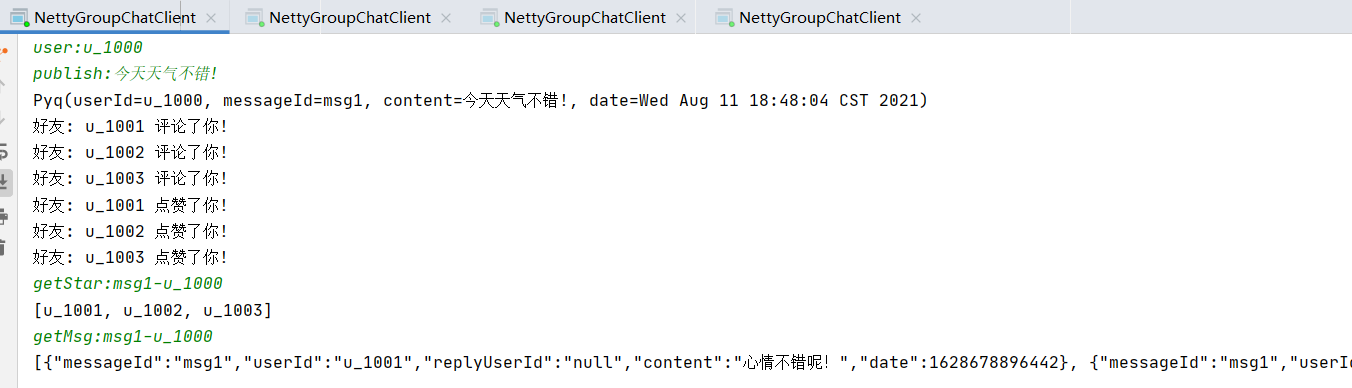 NettyGroupChatClient NettyGroupChatClient NettyGroupChatClient NettyGroupChatClient
user:u_1000
publish:今天天气不错!
Pyq(userId=u_1000, messageId=msg1, content=今天天气不错!, date=Wed Aug 11 18:48:04 CST 2021)
好友: u_1001 评论了你!
好友: u_1002 评论了你!
好友: u_1003 评论了你!
好友: u_1001 点赞了你!
好友: u_1002 点赞了你!
好友: u_1003 点赞了你!
getStar:msg1-u_1000
[u_1001, u_1002, u_1003]
getMsg:msg1-u_1000
[{"messageId":"msg1","userId":"u_1001","replyUserId":"null","content":"心情不错呢! ","date":1628678896442}, {"messageId":"msg1","userId